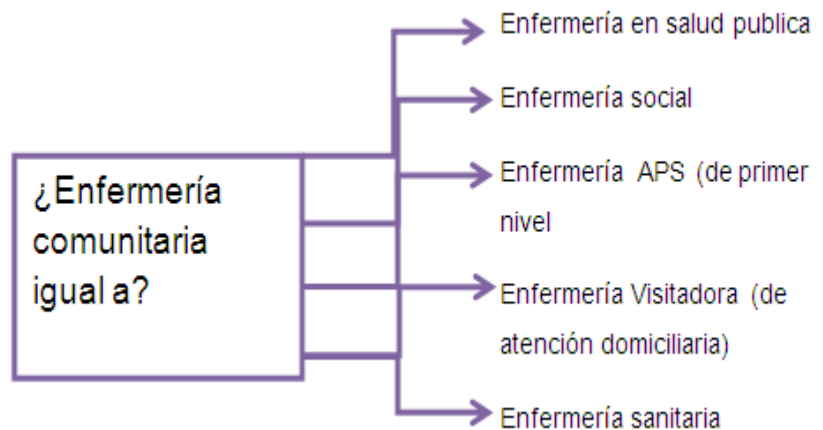 ¿Enfermería
comunitaria
igual a?
Enfermería en salud publica
Enfermería social
Enfermería APS (de primer
nivel
Enfermería Visitadora (de
atención domiciliaria)
Enfermería sanitaria